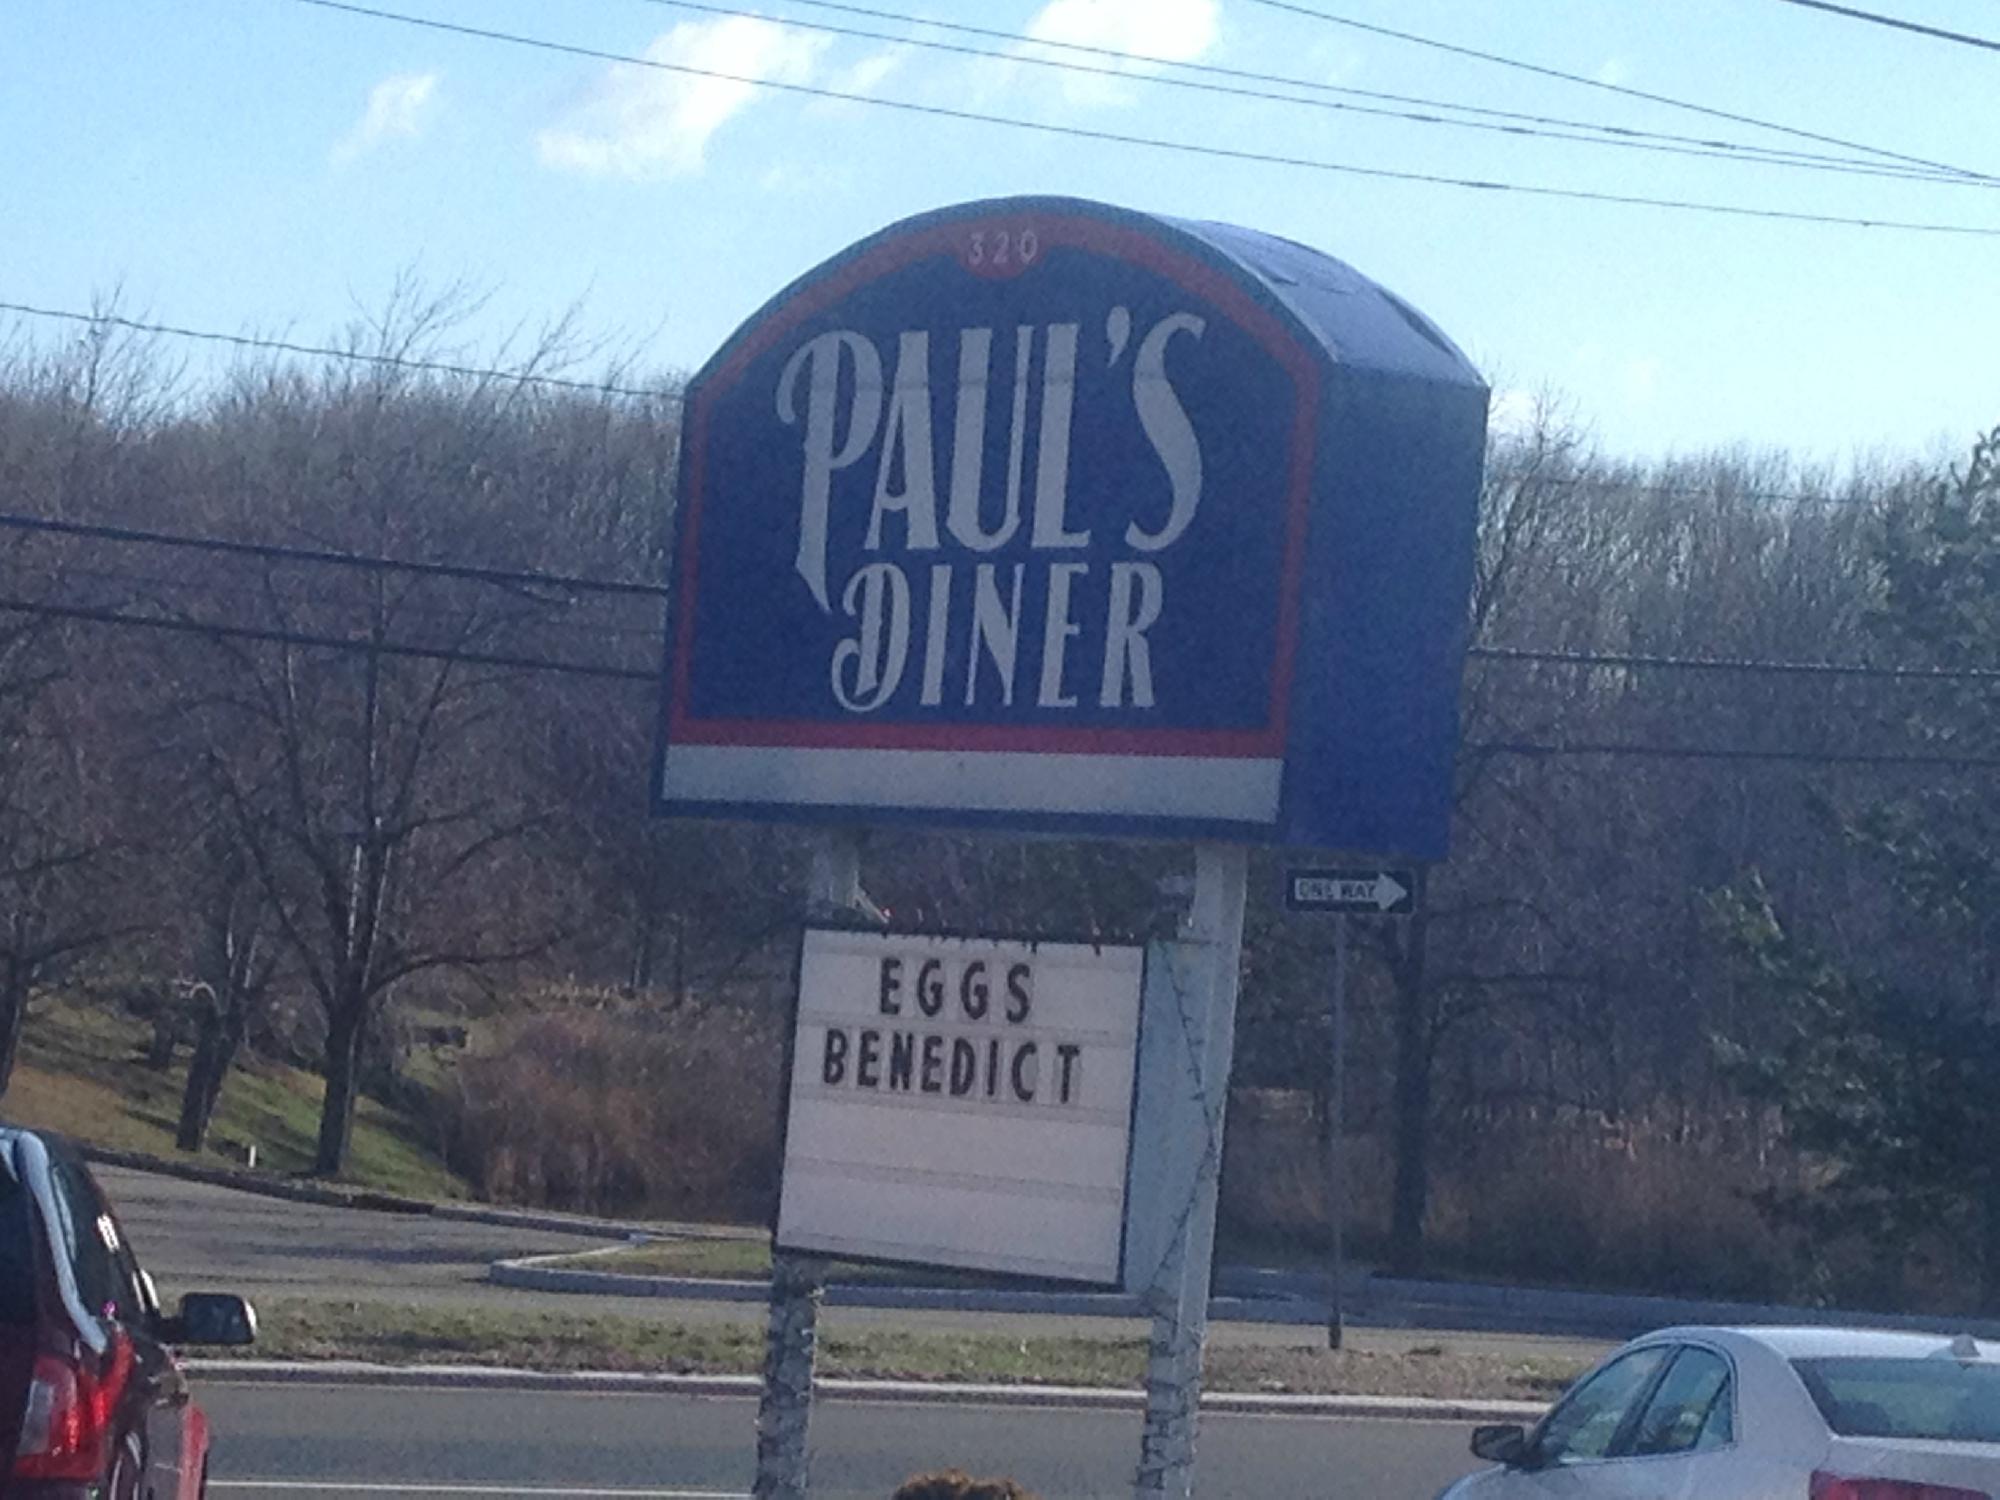 320
PAUL'S
DINER
ONE WAY
EGGS
BENEDICT